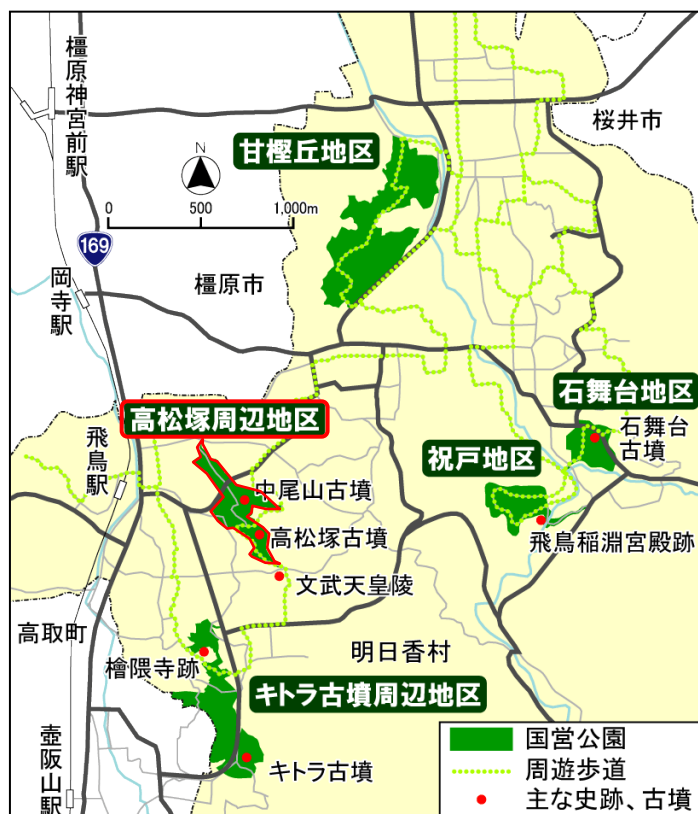 橿原神宮前駅
桜井市
甘樫丘地区
N
0 500 1,000m
169
橿原市
岡寺駅
石舞台地区
高松塚周辺地区
石舞台
古墳
祝戸地区
飛鳥駅
中尾山古墳
高松塚古墳
飛鳥稲淵宮殿跡
文武天皇陵
高取町
明日香村
檜隈寺跡
キトラ古墳周辺地区
壺阪山駅
キトラ古墳
国営公園
周遊歩道
主な史跡、古墳